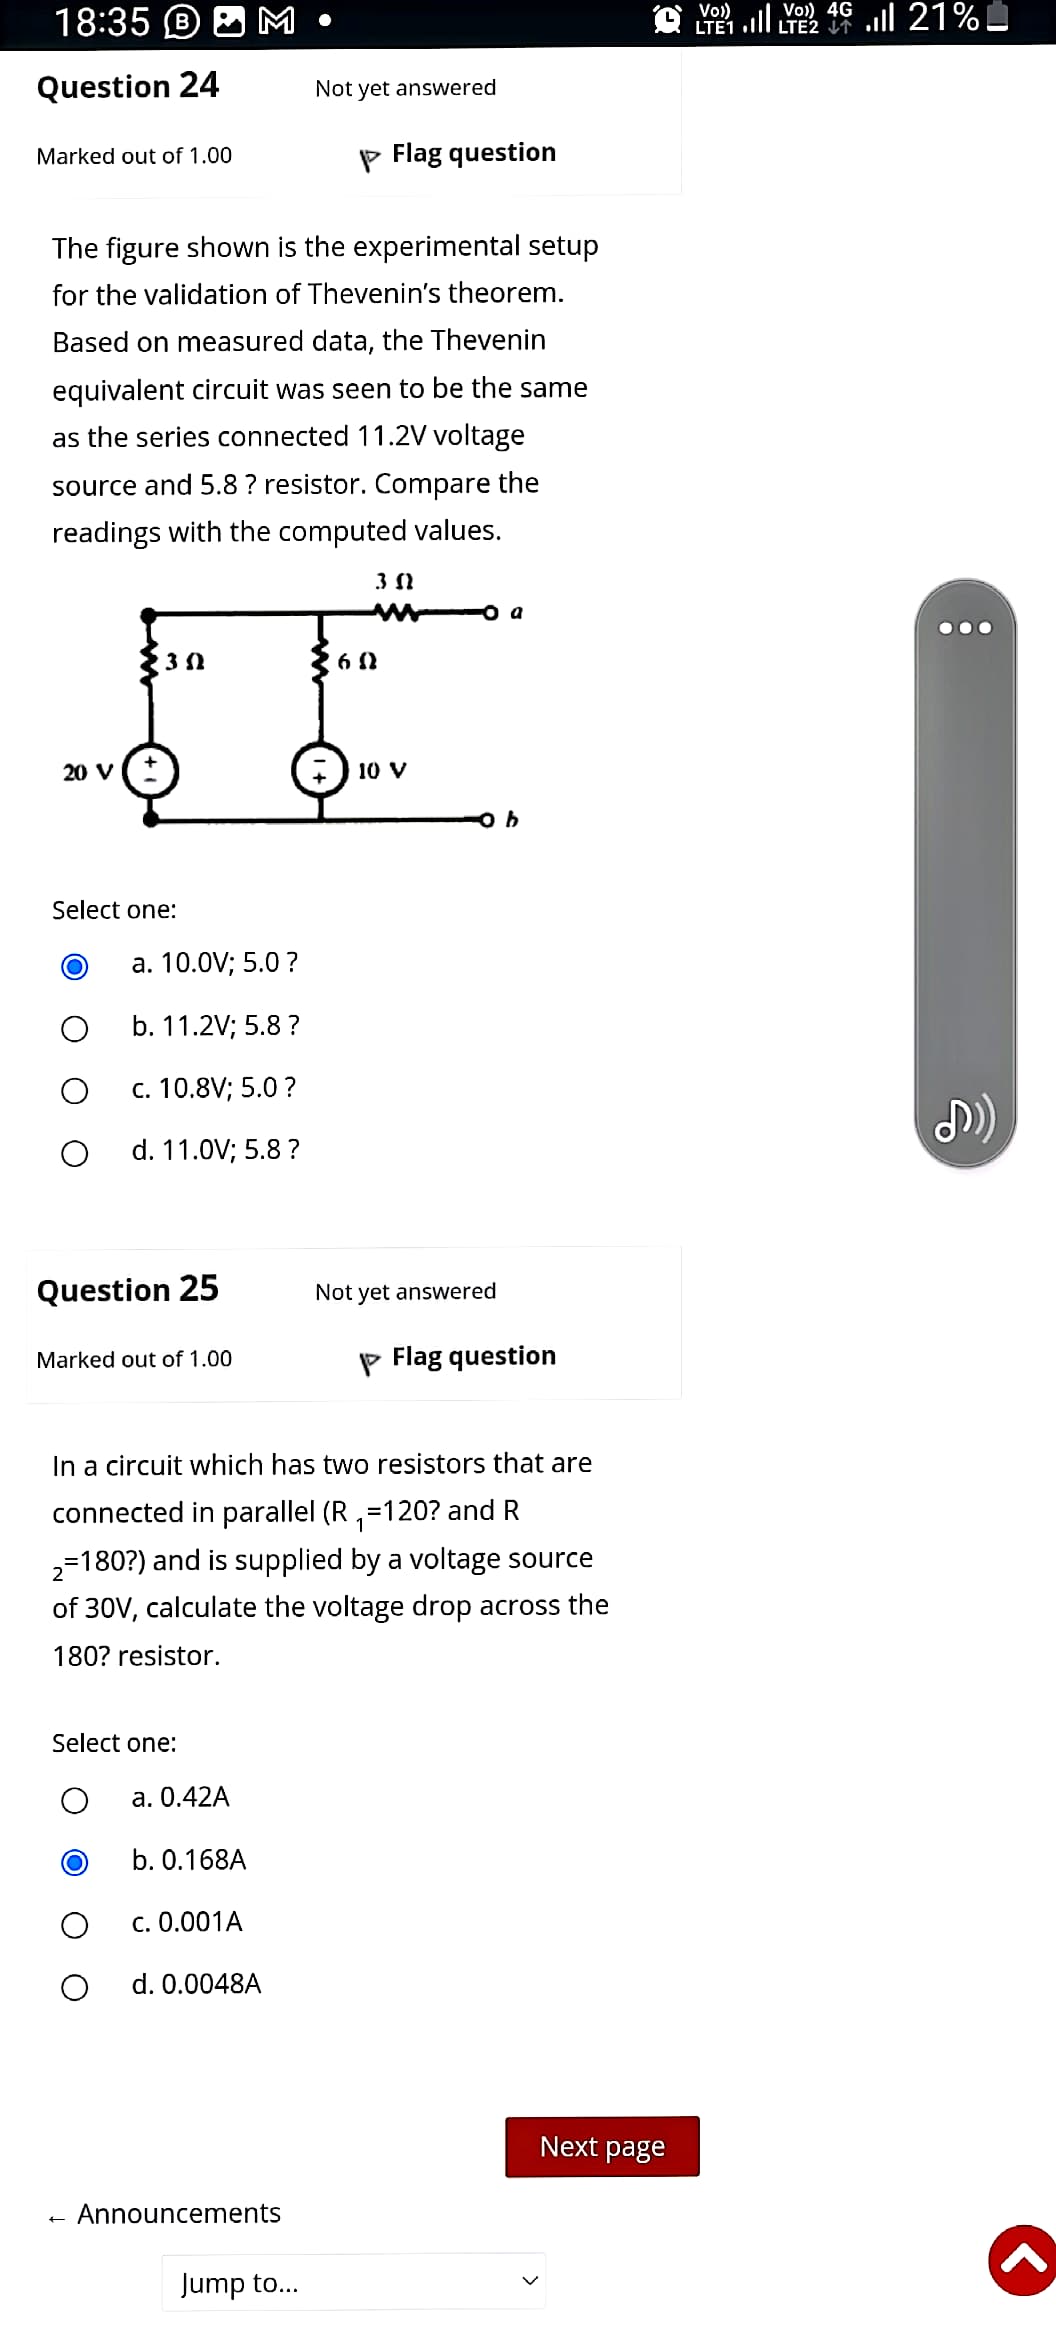 18:35
Vo)) LTE1 Vo)) LTE2 4G 21%
Question 24
Not yet answered
Marked out of 1.00
Flag question
The figure shown is the experimental setup
for the validation of Thevenin's theorem.
Based on measured data, the Thevenin
equivalent circuit was seen to be the same
as the series connected 11.2V voltage
source and 5.8 ? resistor. Compare the
readings with the computed values.
3 Ω
a
3 Ω
6 Ω
20 V
+
−
−
+
10 V
b
Select one:
a. 10.0V; 5.0 ?
b. 11.2V; 5.8 ?
c. 10.8V; 5.0 ?
d. 11.0V; 5.8 ?
Question 25
Not yet answered
Marked out of 1.00
Flag question
In a circuit which has two resistors that are
connected in parallel (R 1=120? and R
2=180?) and is supplied by a voltage source
of 30V, calculate the voltage drop across the
180? resistor.
Select one:
a. 0.42A
b. 0.168A
c. 0.001A
d. 0.0048A
Next page
← Announcements
Jump to...